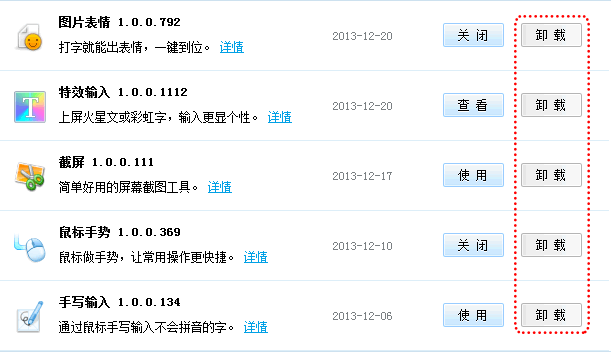 图片表情 1.0.0.792
打字就能出表情，一键到位。 详情
2013-12-20 关 闭 卸 载
特效输入 1.0.0.1112
上屏火星文或彩虹字，输入更显个性。 详情
2013-12-20 查 看 卸 载
截屏 1.0.0.111
简单好用的屏幕截图工具。 详情
2013-12-17 使 用 卸 载
鼠标手势 1.0.0.369
鼠标做手势，让常用操作更快捷。 详情
2013-12-10 关 闭 卸 载
手写输入 1.0.0.134
通过鼠标手写输入不会拼音的字。 详情
2013-12-06 使 用 卸 载